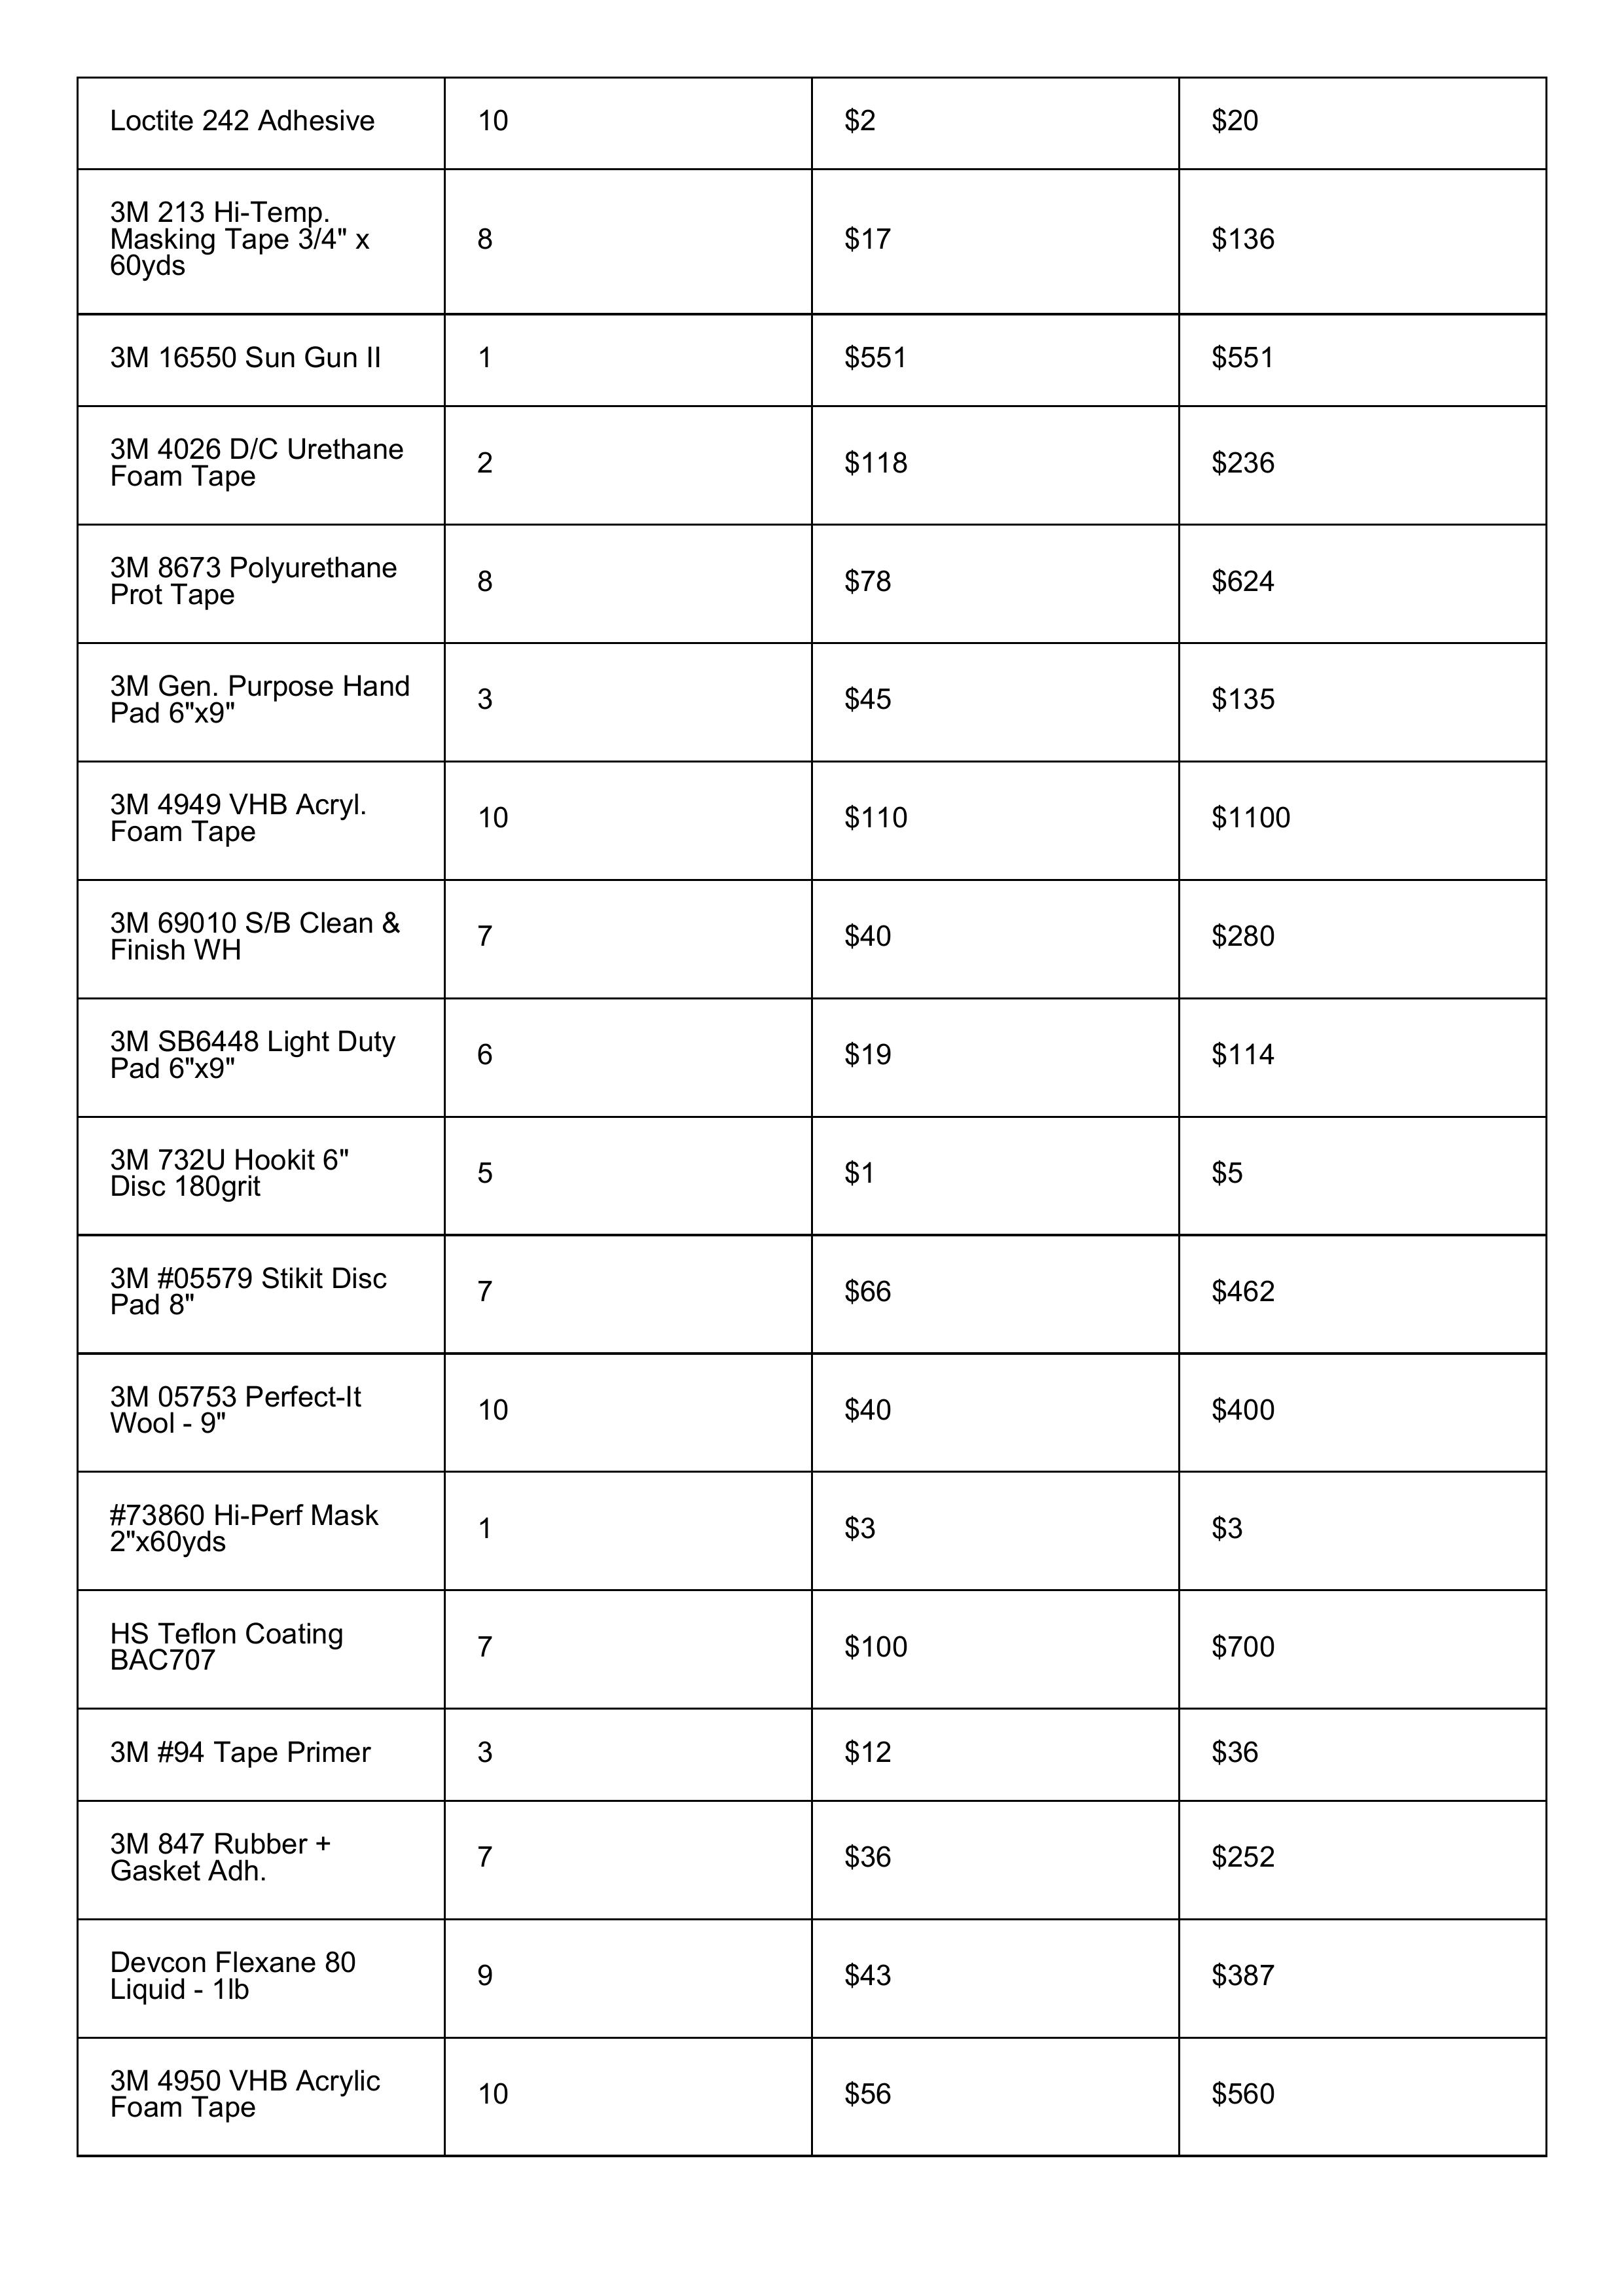 Loctite 242 Adhesive 10 $2 $20
3M 213 Hi-Temp.
Masking Tape 3/4" x
60yds
8 $17 $136
3M 16550 Sun Gun II 1 $551 $551
3M 4026 D/C Urethane
Foam Tape
2 $118 $236
3M 8673 Polyurethane
Prot Tape
8 $78 $624
3M Gen. Purpose Hand
Pad 6"x9"
3 $45 $135
3M 4949 VHB Acryl.
Foam Tape
10 $110 $1100
3M 69010 S/B Clean &
Finish WH
7 $40 $280
3M SB6448 Light Duty
Pad 6"x9"
6 $19 $114
3M 732U Hookit 6"
Disc 180grit
5 $1 $5
3M #05579 Stikit Disc
Pad 8"
7 $66 $462
3M 05753 Perfect-It
Wool - 9"
10 $40 $400
#73860 Hi-Perf Mask
2"x60yds
1 $3 $3
HS Teflon Coating
BAC707
7 $100 $700
3M #94 Tape Primer 3 $12 $36
3M 847 Rubber +
Gasket Adh.
7 $36 $252
Devcon Flexane 80
Liquid - 1lb
9 $43 $387
3M 4950 VHB Acrylic
Foam Tape
10 $56 $560